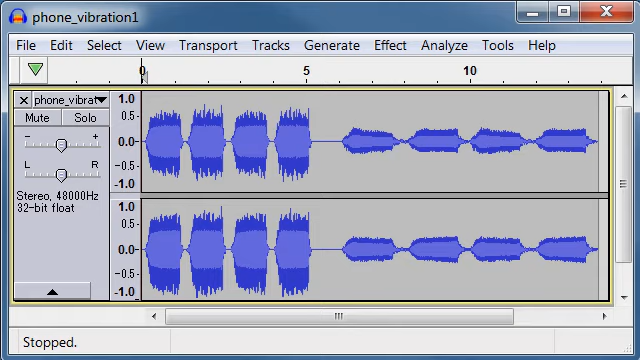 phone_vibration1
File Edit Select View Transport Tracks Generate Effect Analyze Tools Help
0 5 10
X phone_vibrat▼
Mute Solo
- +
L R
Stereo, 48000Hz
32-bit float
1.0
0.5
0.0
-0.5
-1.0
1.0
0.5
0.0
-0.5
-1.0
Stopped.